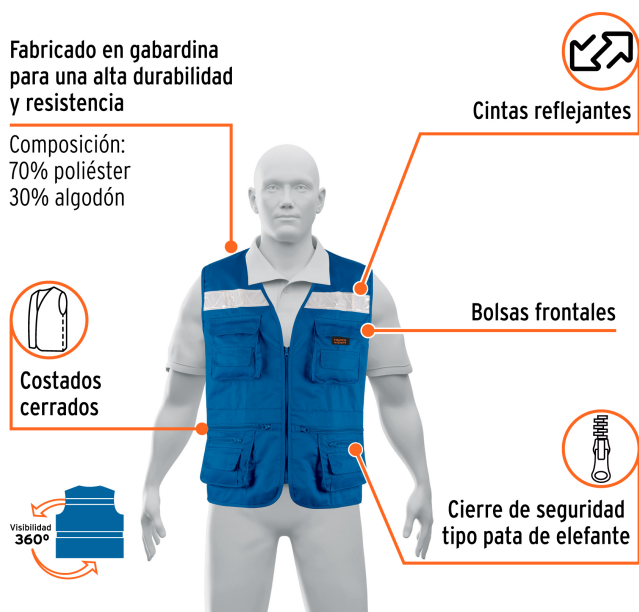 Fabricado en gabardina
para una alta durabilidad
y resistencia
Composición:
70% poliéster
30% algodón
Cintas reflejantes
Bolsas frontales
Costados
cerrados
Visibilidad
360º
Cierre de seguridad
tipo pata de elefante